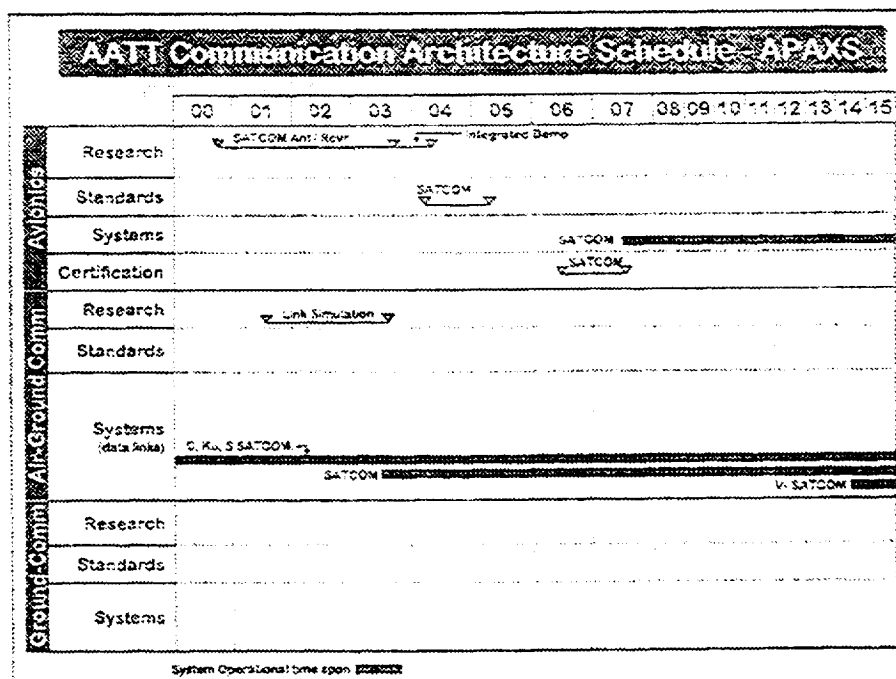 AATT Communication Architecture Schedule - APAXS
00 01 02 03 04 05 06 07 08 09 10 11 12 13 14 15
Avionics
Research
SATCOM Ant/ Rcvr
Integrated Demo
Standards
SATCOM
Systems
SATCOM
Certification
SATCOM
Air-Ground Comm
Research
Link Simulation
Standards
Systems
(data links)
C, Ku, S SATCOM
SATCOM
V- SATCOM
Ground-Comm
Research
Standards
Systems
System Operational time span